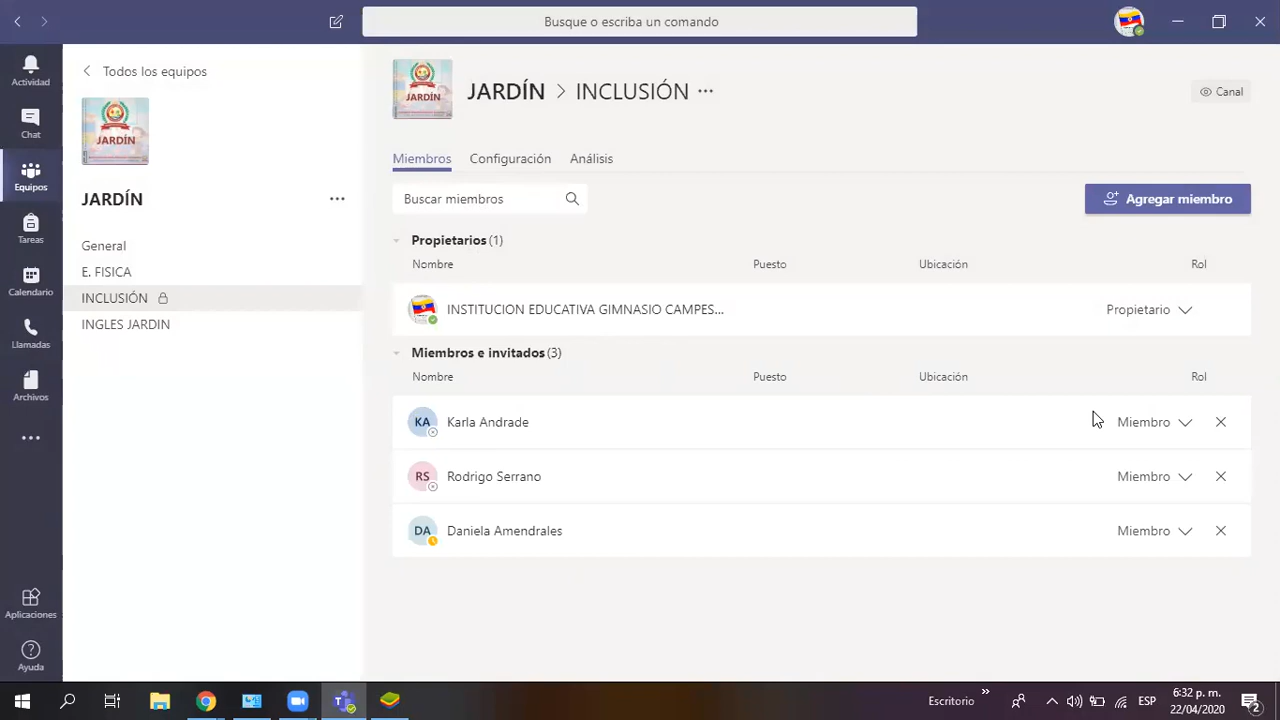 Busque o escriba un comando
Actividad
Chat
Equipos
Tareas
Calendario
Llamadas
Archivos
Aplicaciones
Ayuda
Todos los equipos
JARDÍN
JARDÍN
General
E. FISICA
INCLUSIÓN
INGLES JARDIN
JARDÍN
JARDÍN > INCLUSIÓN
Canal
Miembros Configuración Análisis
Buscar miembros
Agregar miembro
Propietarios (1)
Nombre Puesto Ubicación Rol
INSTITUCION EDUCATIVA GIMNASIO CAMPES... Propietario
Miembros e invitados (3)
Nombre Puesto Ubicación Rol
KA Karla Andrade Miembro
RS Rodrigo Serrano Miembro
DA Daniela Amendrales Miembro
Escritorio » ESP 6:32 p. m.
22/04/2020
2